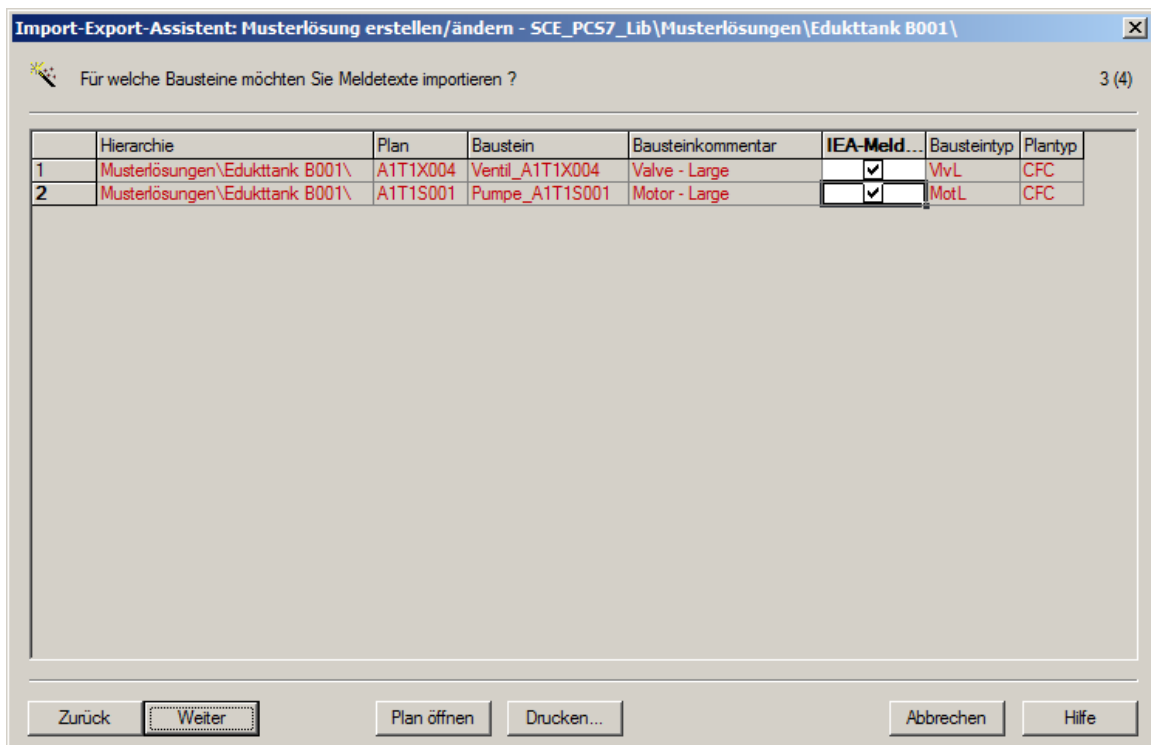 Import-Export-Assistent: Musterlösung erstellen/ändern - SCE_PCS7_Lib\Musterlösungen\Edukttank B001\
Für welche Bausteine möchten Sie Meldetexte importieren ? 3 (4)
Hierarchie Plan Baustein Bausteinkommentar IEA-Meld... Bausteintyp Plantyp
1 Musterlösungen\Edukttank B001\ A1T1X004 Ventil_A1T1X004 Valve - Large VlvL CFC
2 Musterlösungen\Edukttank B001\ A1T1S001 Pumpe_A1T1S001 Motor - Large MotL CFC
Zurück Weiter Plan öffnen Drucken... Abbrechen Hilfe